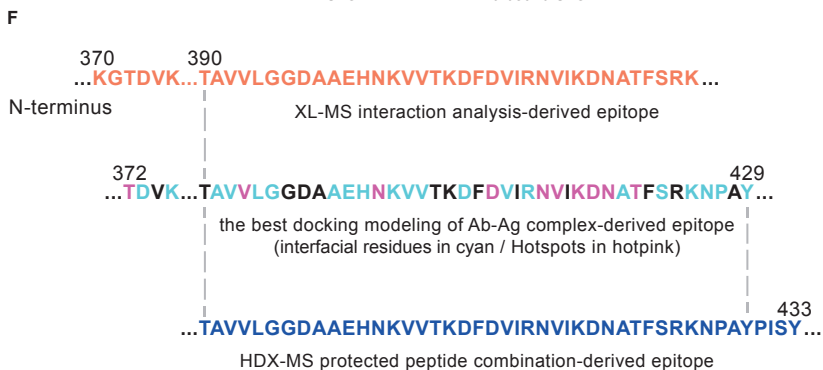 F
370 390
...KGTDVK...TAVVLGGDAAEHNKVVTKDFDVIRNVIKDNATFSRK...
N-terminus XL-MS interaction analysis-derived epitope
372 429
...TDVK...TAVVLGGDAAEHNKVVTKDFDVIRNVIKDNATFSRKNPAY...
the best docking modeling of Ab-Ag complex-derived epitope
(interfacial residues in cyan / Hotspots in hotpink)
433
...TAVVLGGDAAEHNKVVTKDFDVIRNVIKDNATFSRKNPAYPISY...
HDX-MS protected peptide combination-derived epitope